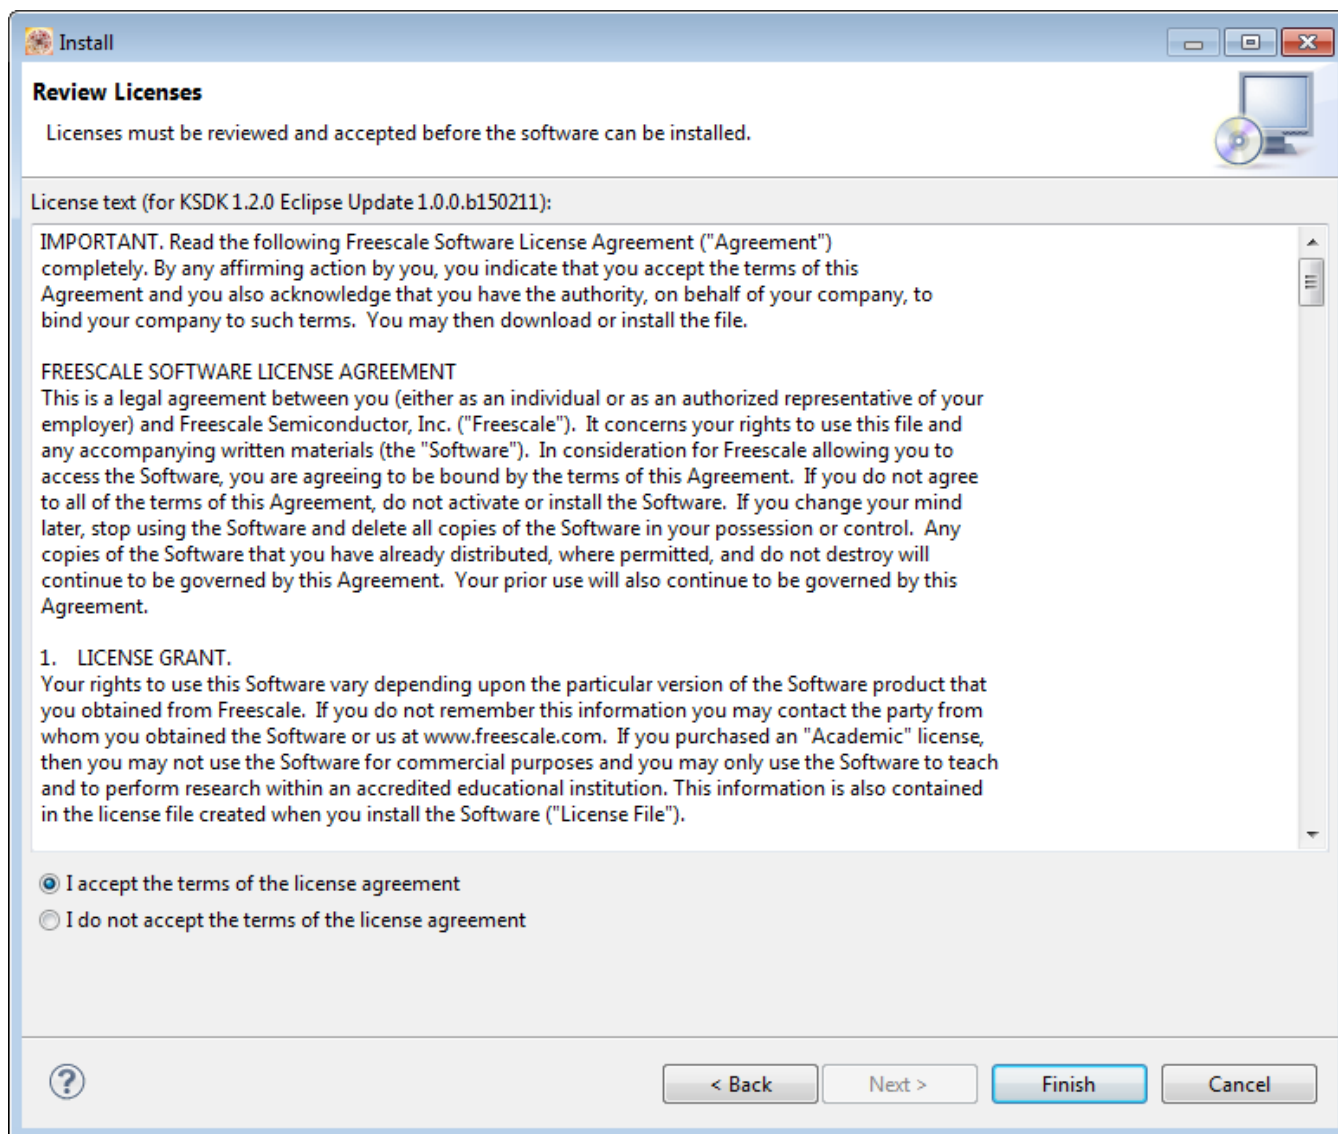 Install
Review Licenses
Licenses must be reviewed and accepted before the software can be installed.
License text (for KSDK 1.2.0 Eclipse Update 1.0.0.b150211):
IMPORTANT. Read the following Freescale Software License Agreement ("Agreement")
completely. By any affirming action by you, you indicate that you accept the terms of this
Agreement and you also acknowledge that you have the authority, on behalf of your company, to
bind your company to such terms.  You may then download or install the file.
FREESCALE SOFTWARE LICENSE AGREEMENT
This is a legal agreement between you (either as an individual or as an authorized representative of your
employer) and Freescale Semiconductor, Inc. ("Freescale").  It concerns your rights to use this file and
any accompanying written materials (the "Software").  In consideration for Freescale allowing you to
access the Software, you are agreeing to be bound by the terms of this Agreement.  If you do not agree
to all of the terms of this Agreement, do not activate or install the Software.  If you change your mind
later, stop using the Software and delete all copies of the Software in your possession or control.  Any
copies of the Software that you have already distributed, where permitted, and do not destroy will
continue to be governed by this Agreement.  Your prior use will also continue to be governed by this
Agreement.
1.   LICENSE GRANT.
Your rights to use this Software vary depending upon the particular version of the Software product that
you obtained from Freescale.  If you do not remember this information you may contact the party from
whom you obtained the Software or us at www.freescale.com.  If you purchased an "Academic" license,
then you may not use the Software for commercial purposes and you may only use the Software to teach
and to perform research within an accredited educational institution. This information is also contained
in the license file created when you install the Software ("License File").
I accept the terms of the license agreement
I do not accept the terms of the license agreement
?
< Back
Next >
Finish
Cancel